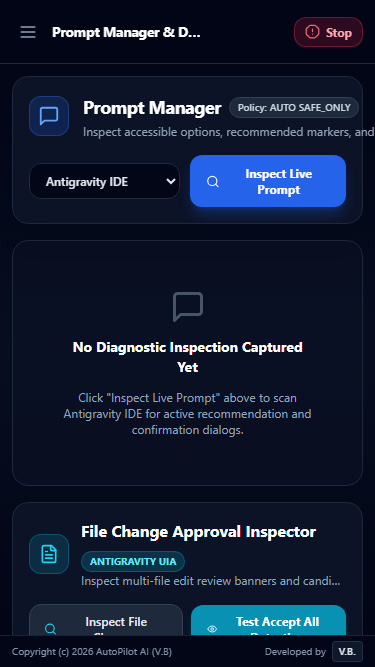 Prompt Manager & D...
Stop
Prompt Manager
Policy: AUTO SAFE_ONLY
Inspect accessible options, recommended markers, and
Antigravity IDE
Inspect Live
Prompt
No Diagnostic Inspection Captured
Yet
Click "Inspect Live Prompt" above to scan
Antigravity IDE for active recommendation and
confirmation dialogs.
File Change Approval Inspector
ANTIGRAVITY UIA
Inspect multi-file edit review banners and candi...
Inspect File
Test Accept All
Copyright (c) 2026 AutoPilot AI (V.B)
Developed by
V.B.